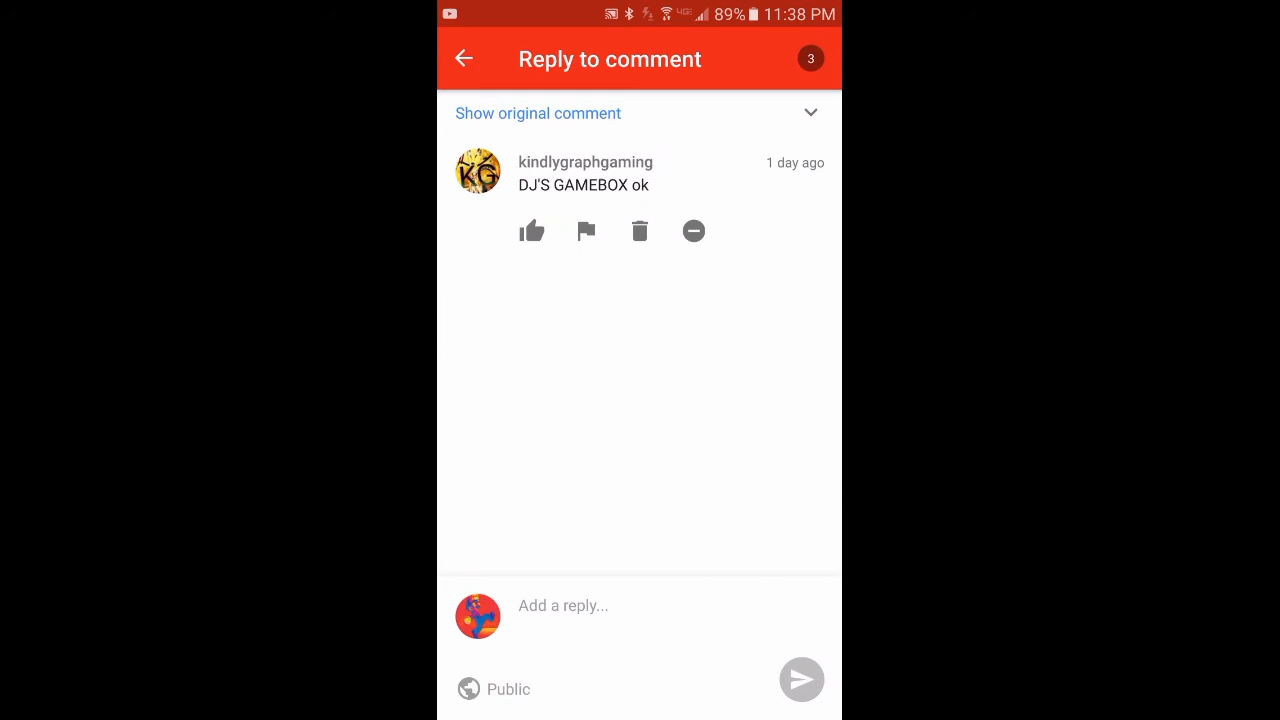 89% 11:38 PM
Reply to comment 3
Show original comment
KG
kindlygraphgaming 1 day ago
DJ'S GAMEBOX ok
Add a reply...
Public